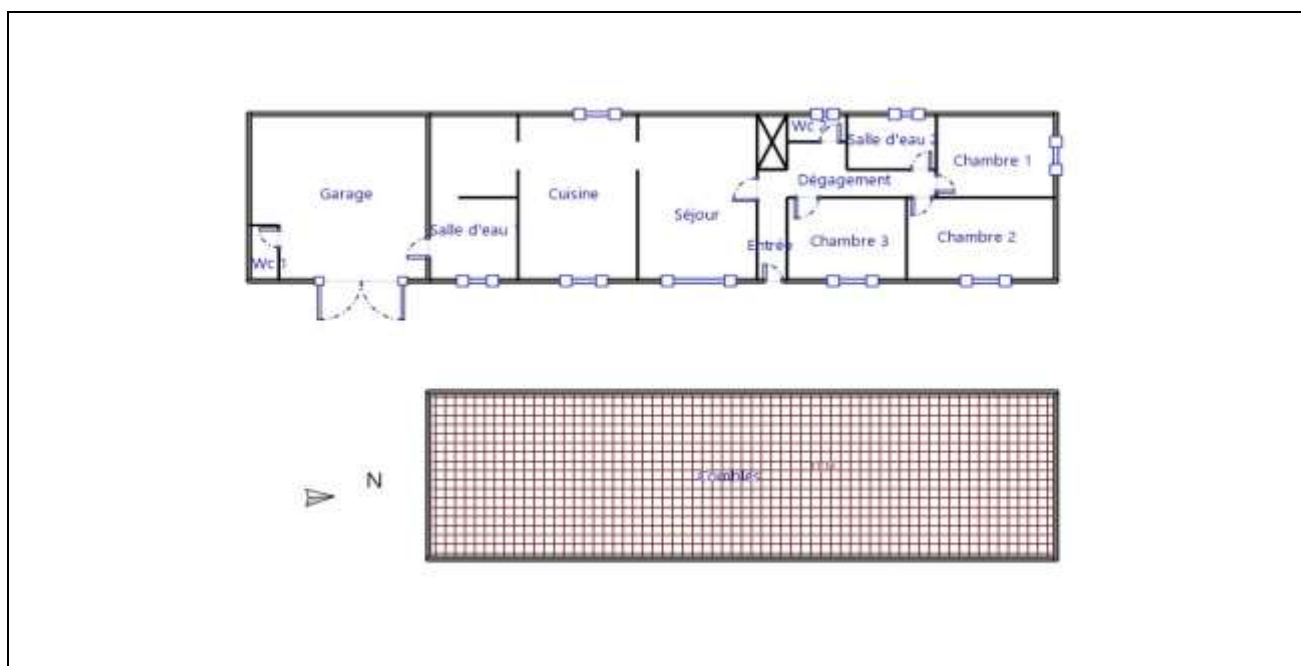 Wc 2
Salle d'eau 2
Chambre 1
Garage
Cuisine
Dégagement
Séjour
Salle d'eau
Chambre 3
Chambre 2
Entrée
Wc 1
Combles
N